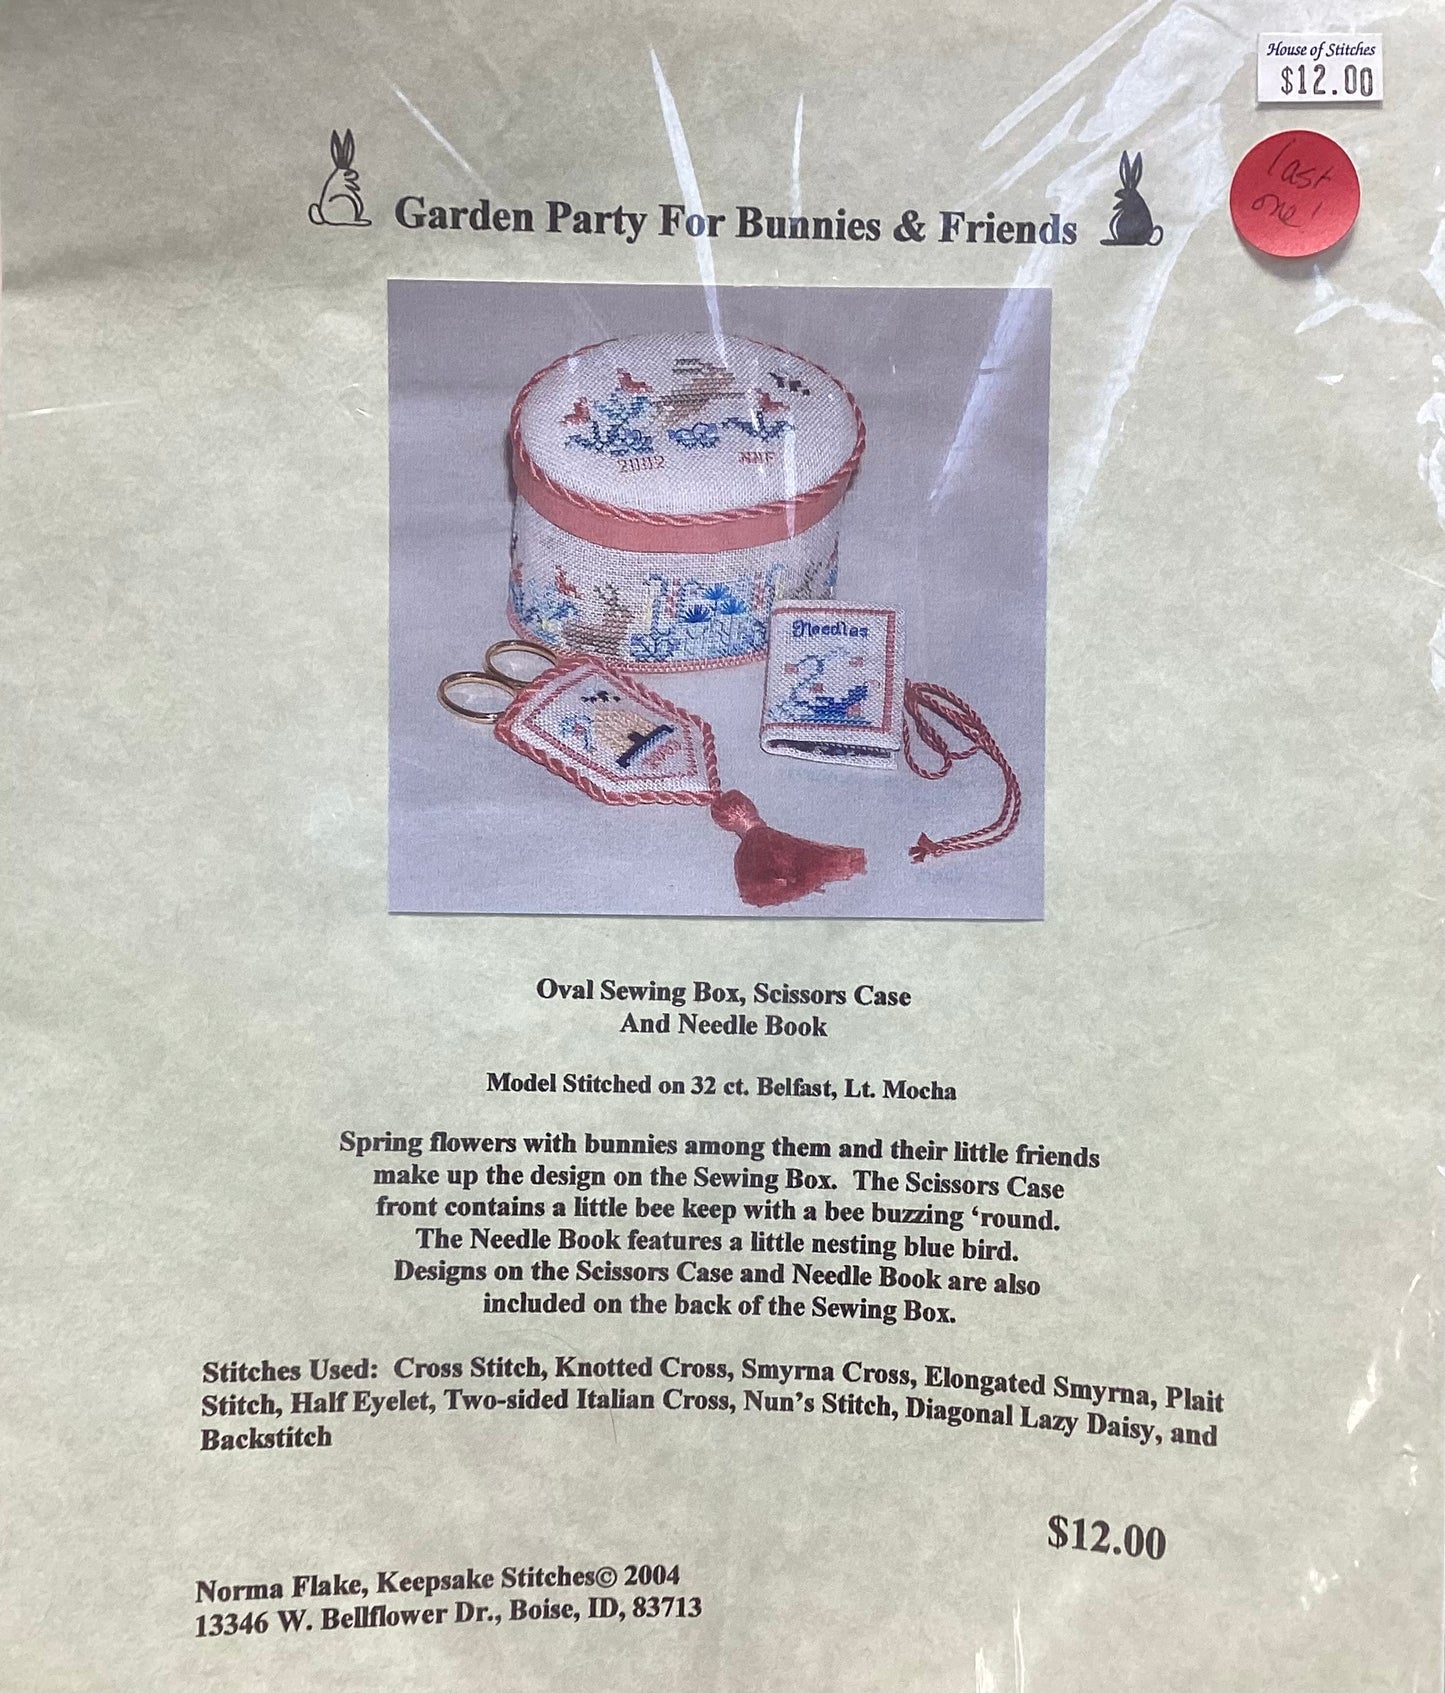 House of Stitches
$12.00
last
one!
Garden Party For Bunnies & Friends
Needles
Oval Sewing Box, Scissors Case
And Needle Book
Model Stitched on 32 ct. Belfast, Lt. Mocha
Spring flowers with bunnies among them and their little friends
make up the design on the Sewing Box.  The Scissors Case
front contains a little bee keep with a bee buzzing ‘round.
The Needle Book features a little nesting blue bird.
Designs on the Scissors Case and Needle Book are also
included on the back of the Sewing Box.
Stitches Used:  Cross Stitch, Knotted Cross, Smyrna Cross, Elongated Smyrna, Plait
Stitch, Half Eyelet, Two-sided Italian Cross, Nun’s Stitch, Diagonal Lazy Daisy, and
Backstitch
$12.00
Norma Flake, Keepsake Stitches© 2004
13346 W. Bellflower Dr., Boise, ID, 83713